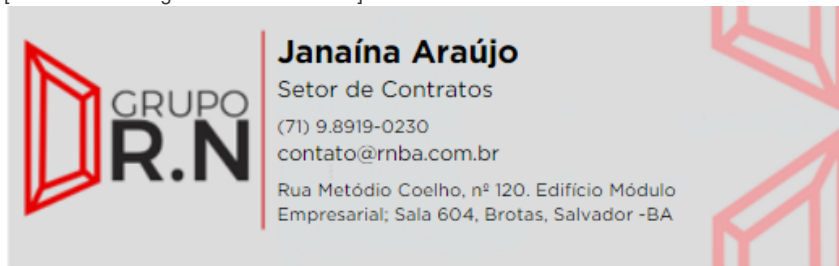 GRUPO
R.N
Janaína Araújo
Setor de Contratos
(71) 9.8919-0230
contato@rnba.com.br
Rua Metódio Coelho, nº 120. Edifício Módulo
Empresarial; Sala 604, Brotas, Salvador -BA